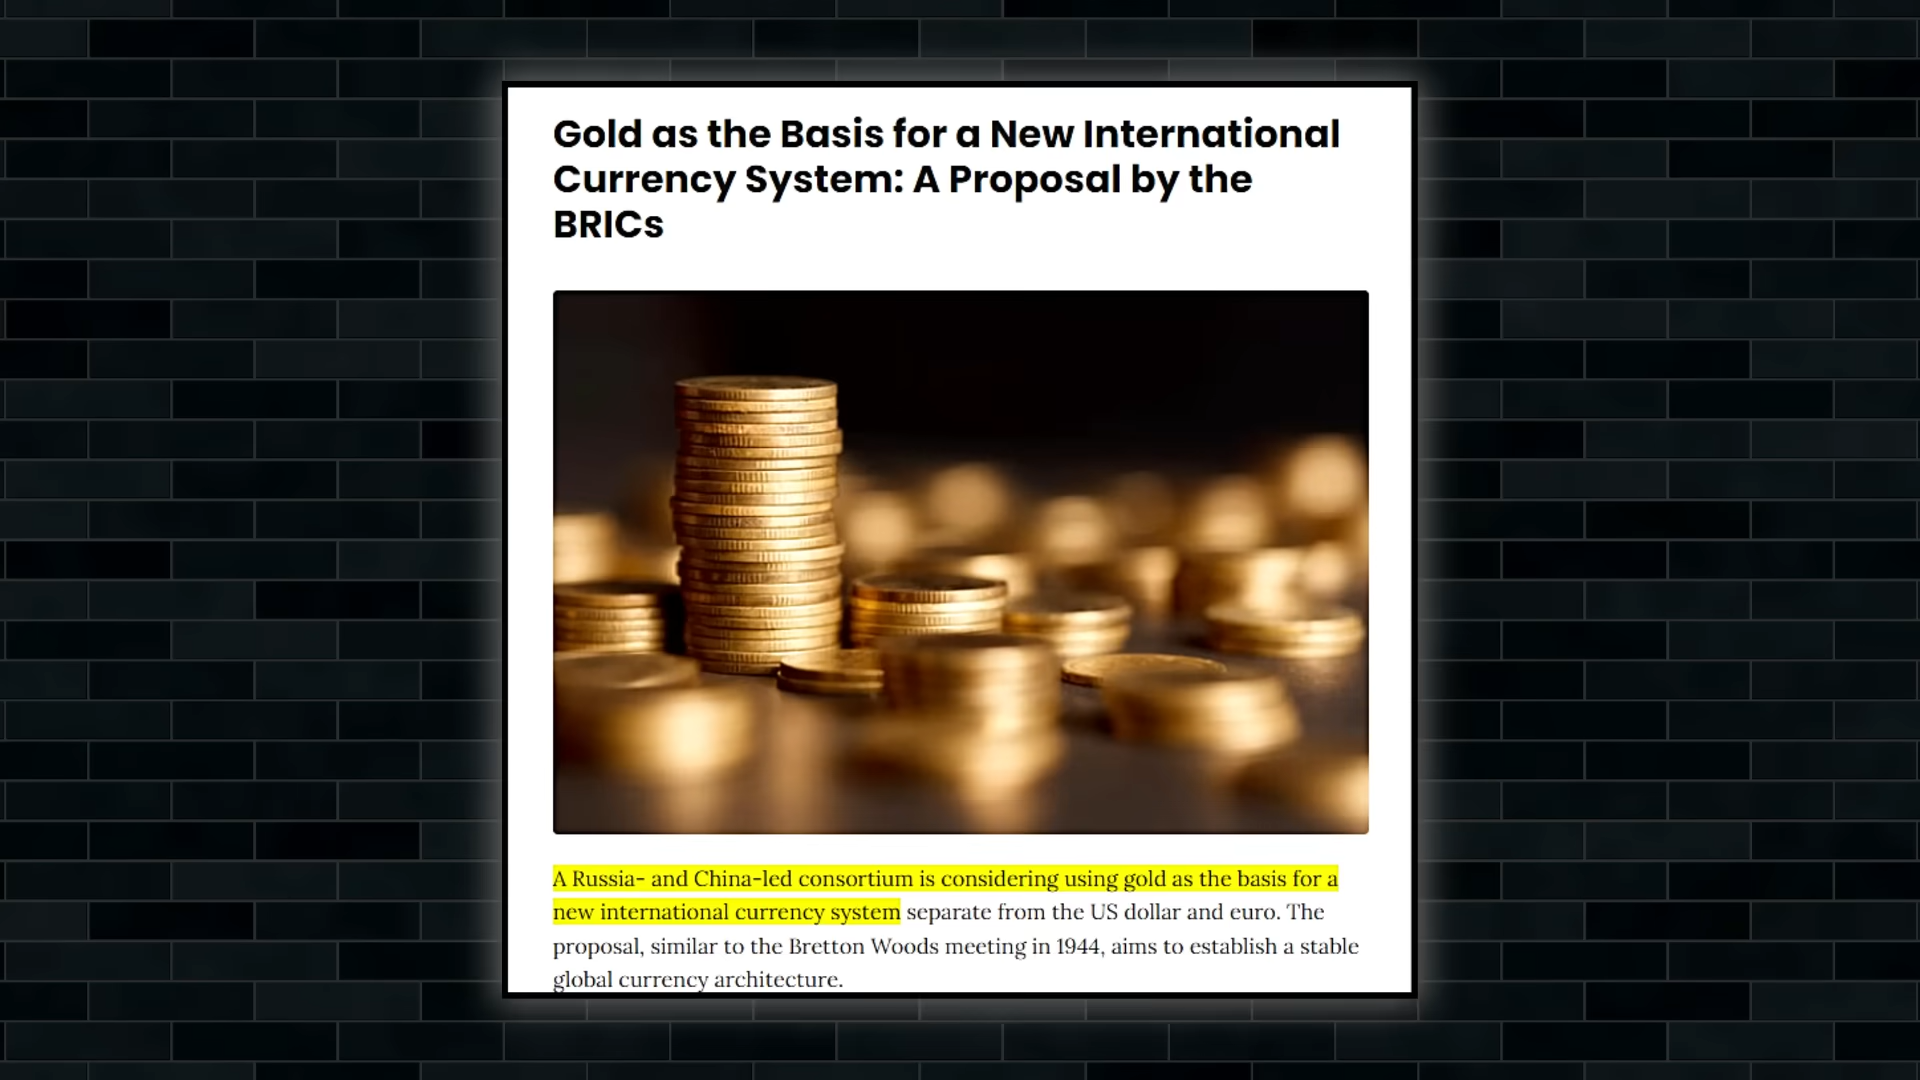 Gold as the Basis for a New International
Currency System: A Proposal by the
BRICs
A Russia- and China-led consortium is considering using gold as the basis for a
new international currency system separate from the US dollar and euro. The
proposal, similar to the Bretton Woods meeting in 1944, aims to establish a stable
global currency architecture.